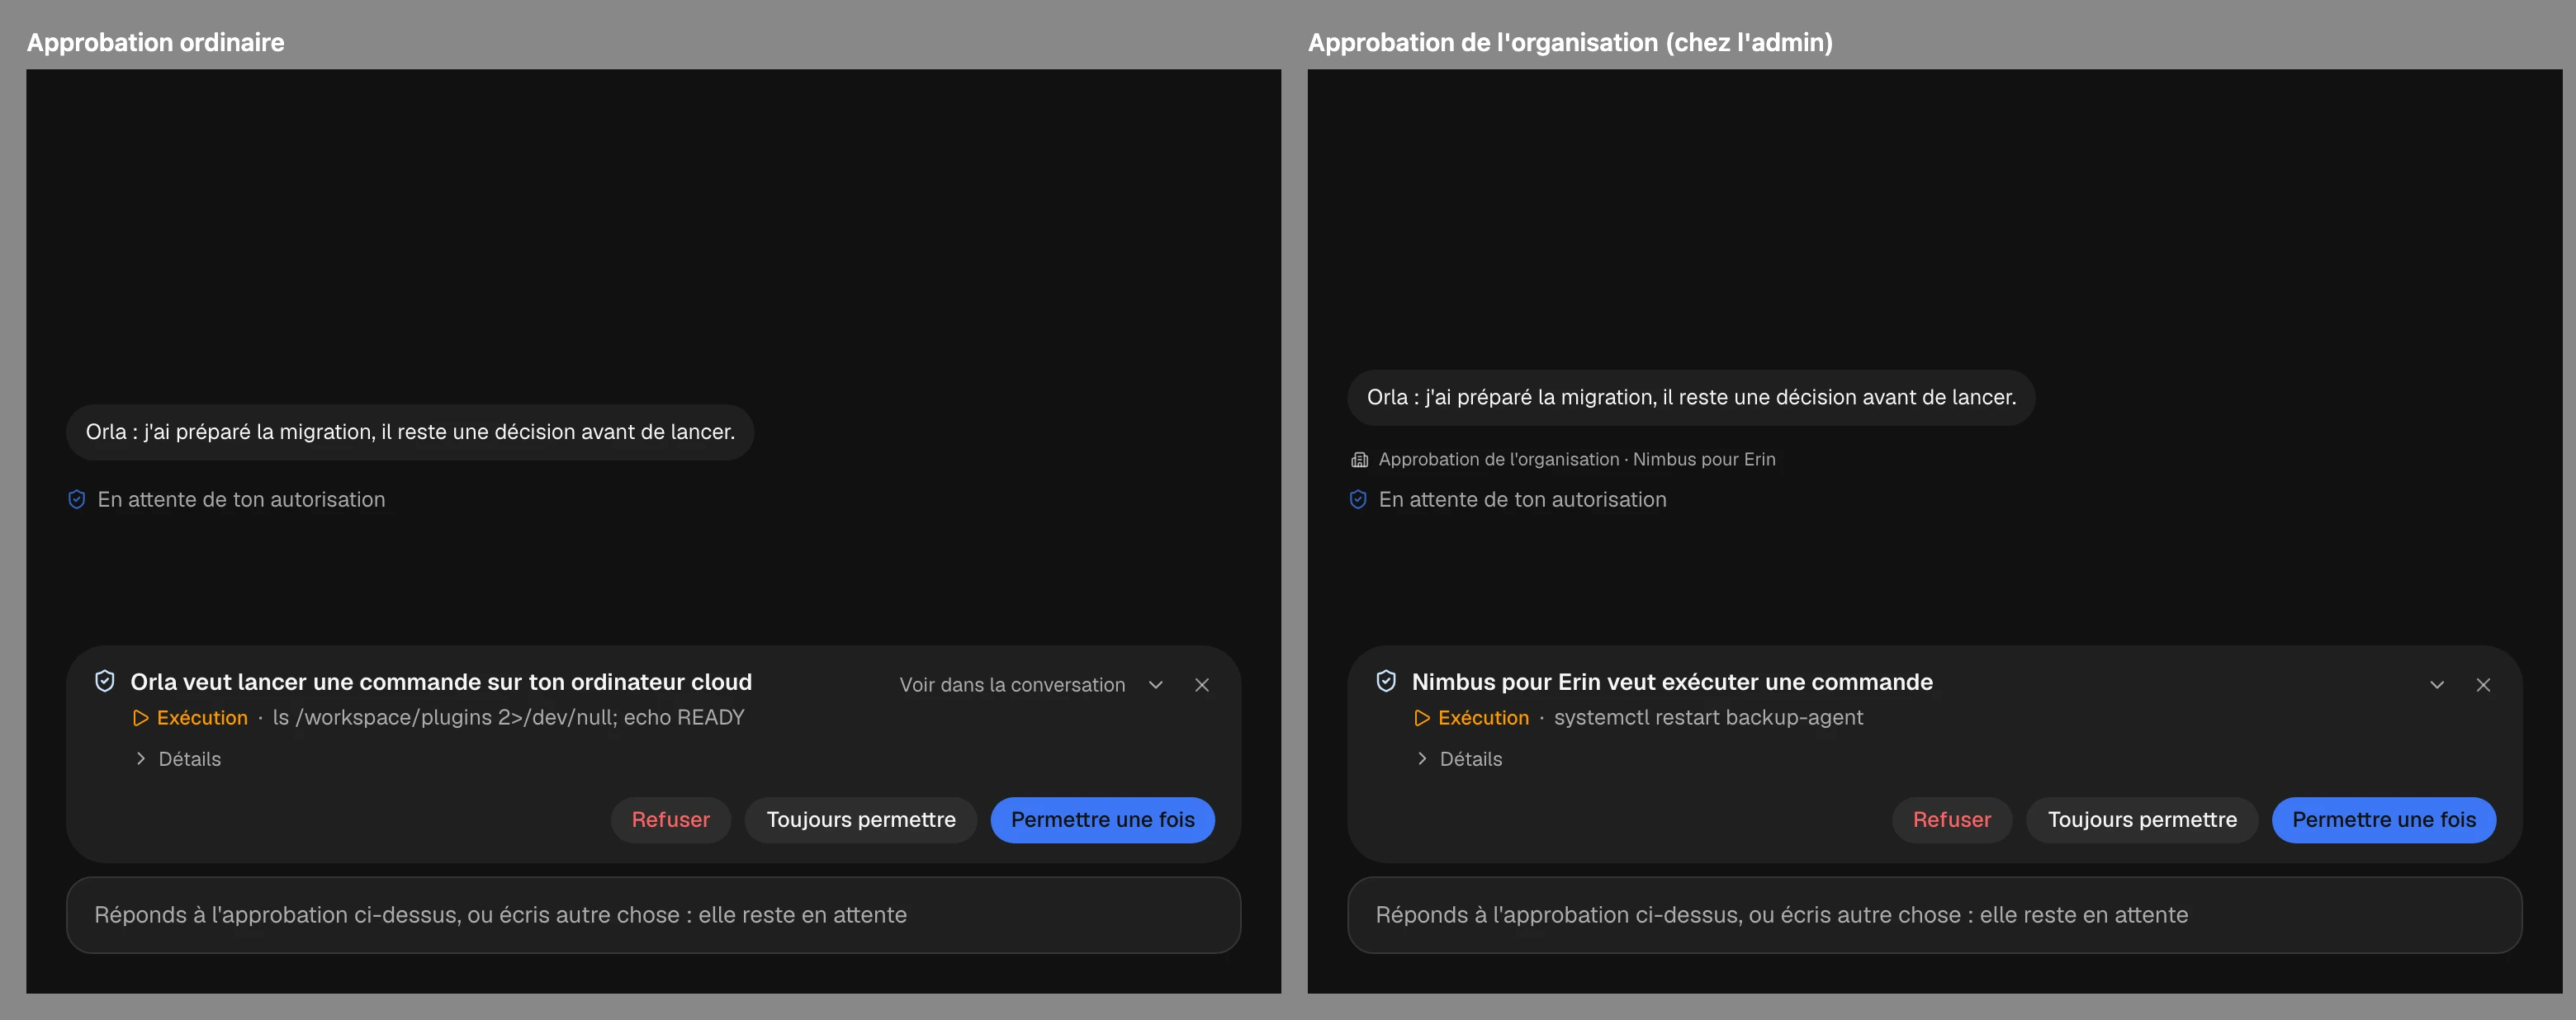 Approbation ordinaire
Orla : j'ai préparé la migration, il reste une décision avant de lancer.
En attente de ton autorisation
Orla veut lancer une commande sur ton ordinateur cloud
Voir dans la conversation
Exécution · ls /workspace/plugins 2>/dev/null; echo READY
Détails
Refuser
Toujours permettre
Permettre une fois
Réponds à l'approbation ci-dessus, ou écris autre chose : elle reste en attente
Approbation de l'organisation (chez l'admin)
Orla : j'ai préparé la migration, il reste une décision avant de lancer.
Approbation de l'organisation · Nimbus pour Erin
En attente de ton autorisation
Nimbus pour Erin veut exécuter une commande
Exécution · systemctl restart backup-agent
Détails
Refuser
Toujours permettre
Permettre une fois
Réponds à l'approbation ci-dessus, ou écris autre chose : elle reste en attente